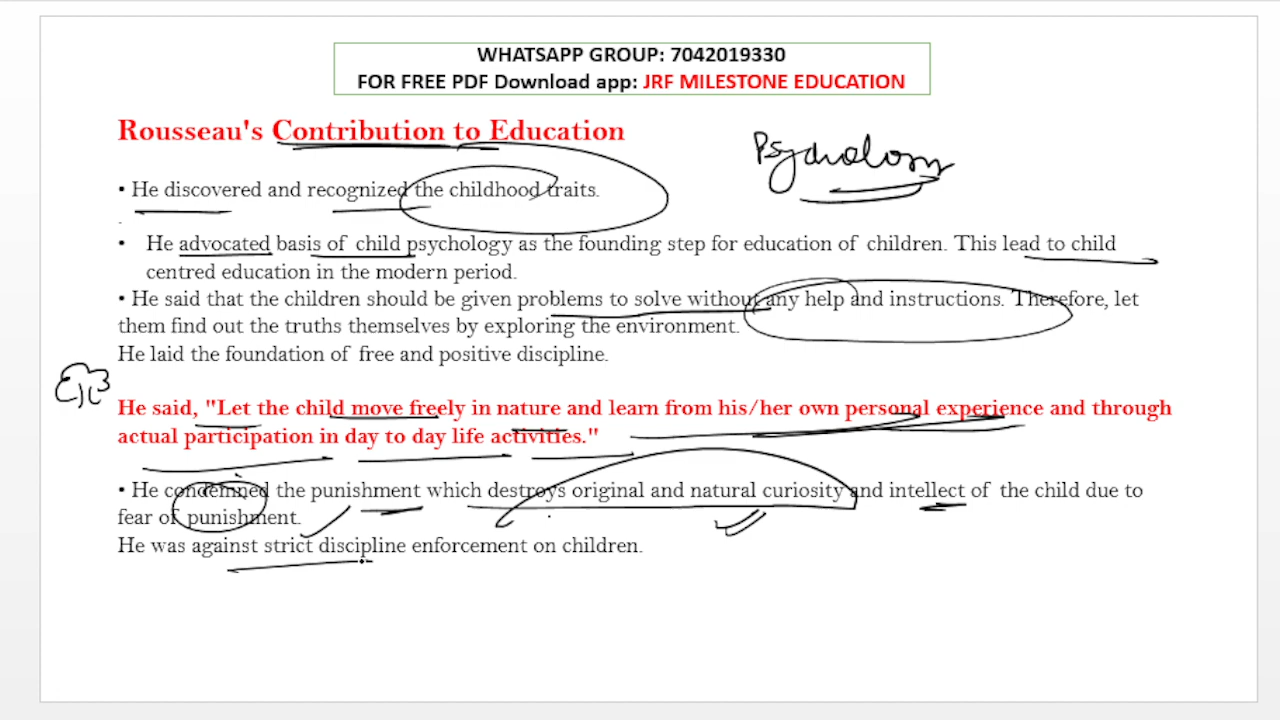 WHATSAPP GROUP: 7042019330
FOR FREE PDF Download app: JRF MILESTONE EDUCATION
Rousseau's Contribution to Education
Psychology
• He discovered and recognized the childhood traits.
• He advocated basis of child psychology as the founding step for education of children. This lead to child
centred education in the modern period.
• He said that the children should be given problems to solve without any help and instructions. Therefore, let
them find out the truths themselves by exploring the environment.
He laid the foundation of free and positive discipline.
He said, "Let the child move freely in nature and learn from his/her own personal experience and through
actual participation in day to day life activities."
• He condemned the punishment which destroys original and natural curiosity and intellect of the child due to
fear of punishment.
He was against strict discipline enforcement on children.